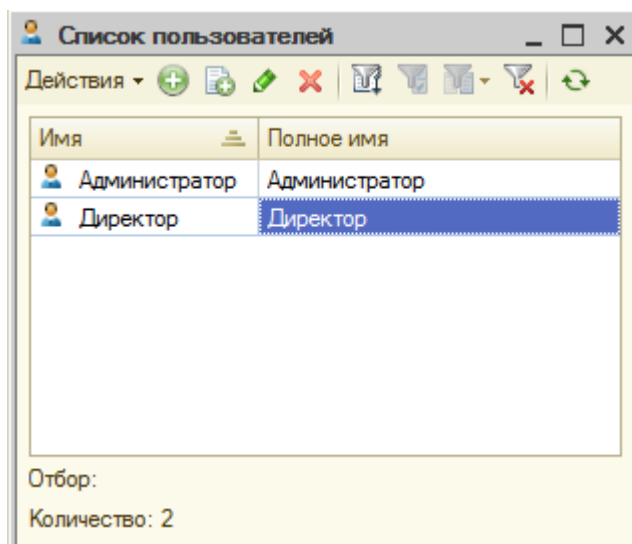 Список пользователей
Действия
Имя Полное имя
Администратор Администратор
Директор Директор
Отбор:
Количество: 2